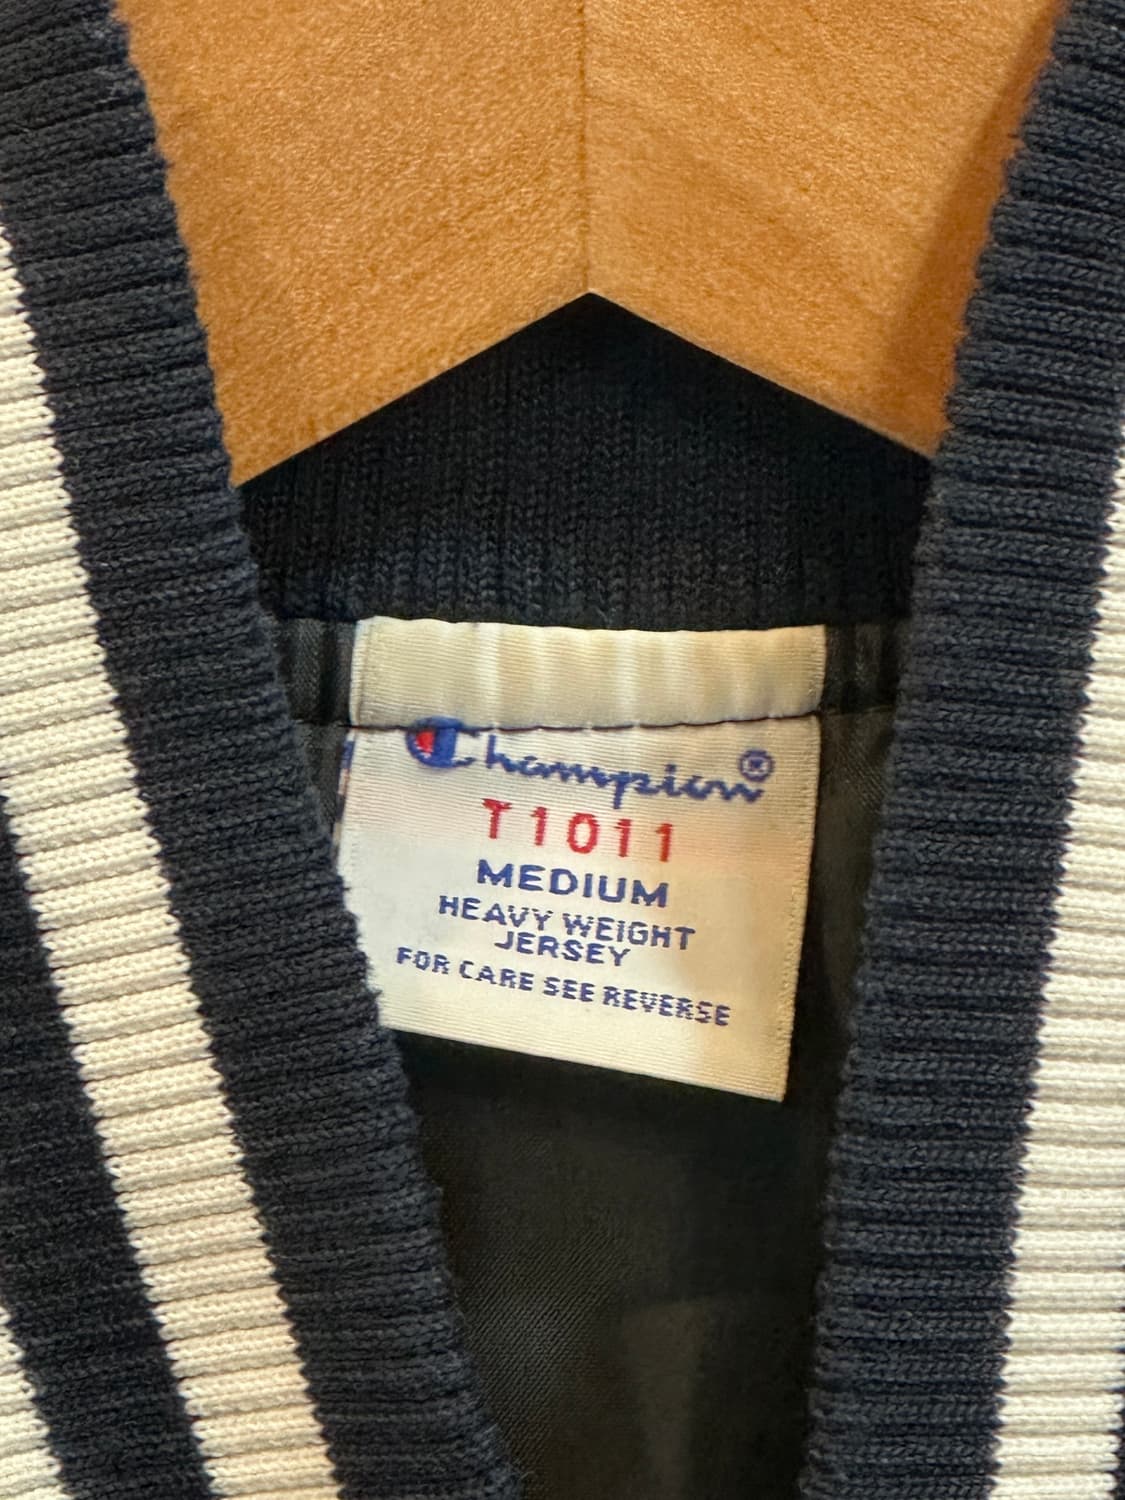 Champion®
T1011
MEDIUM
HEAVY WEIGHT
JERSEY
FOR CARE SEE REVERSE